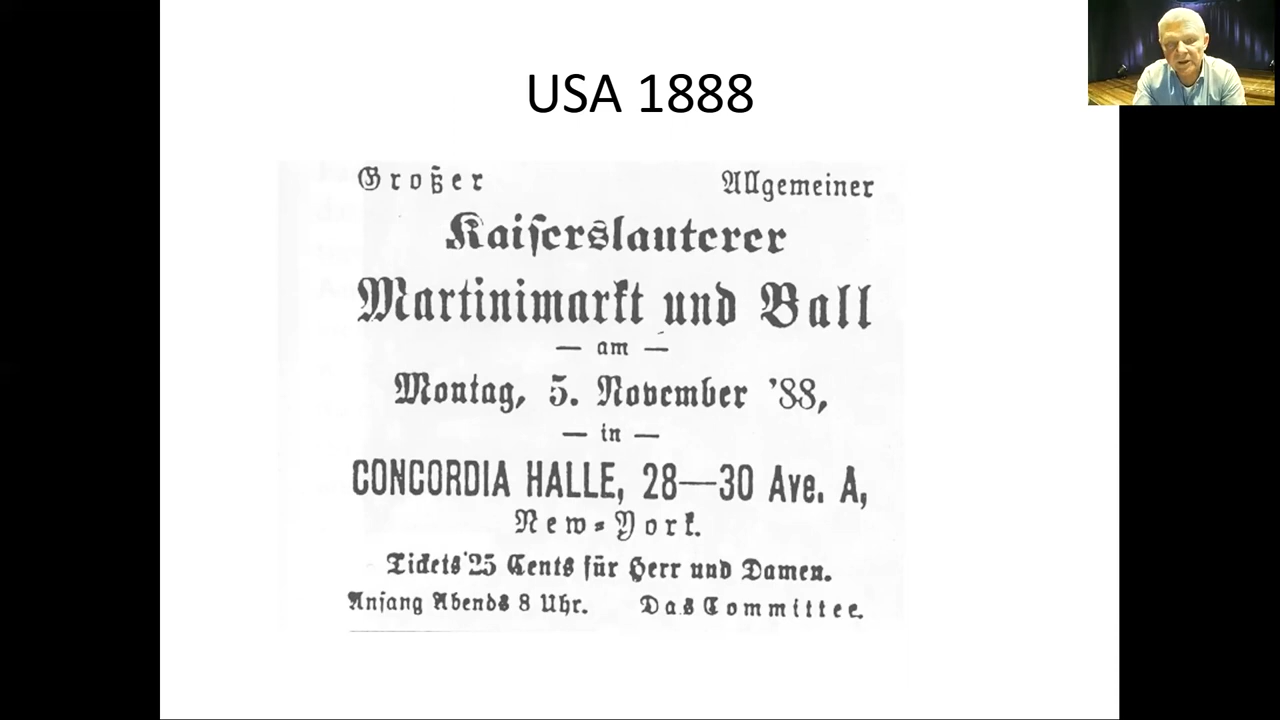 USA 1888
Großer Allgemeiner
Kaiserslauterer
Martinimarkt und Ball
— am —
Montag, 5. November '88,
— in —
CONCORDIA HALLE, 28—30 Ave. A,
New-York.
Tickets 25 Cents für Herr und Damen.
Anfang Abends 8 Uhr. Das Committee.